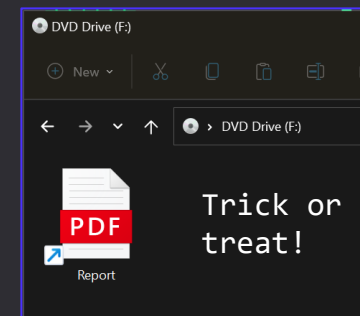 DVD Drive (F:)
New
DVD Drive (F:)
PDF
Report
Trick or
treat!